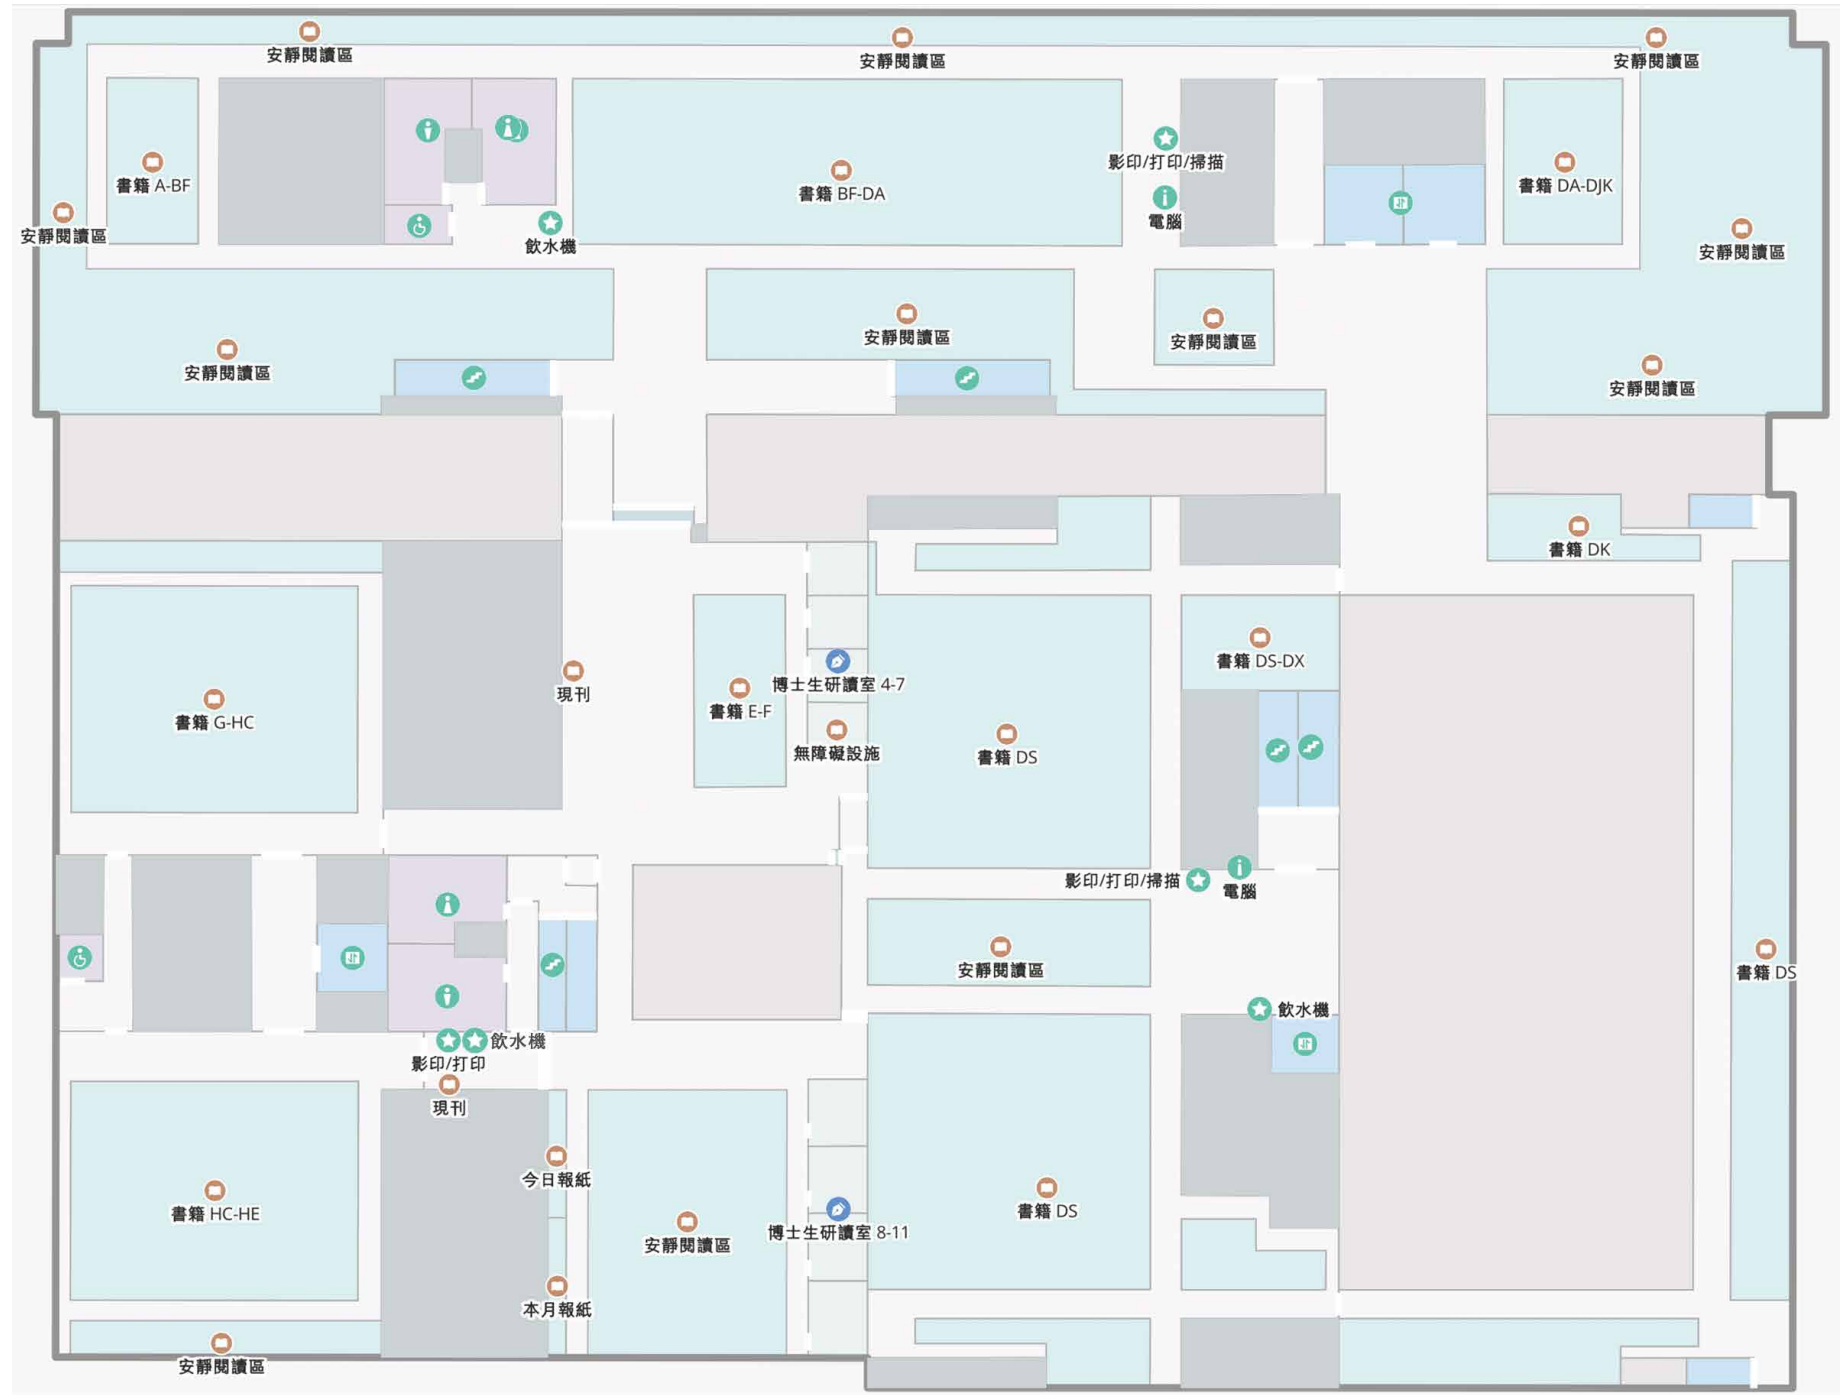 安靜閱讀區
安靜閱讀區
安靜閱讀區
影印/打印/掃描
書籍 A-BF
書籍 BF-DA
書籍 DA-DJK
電腦
安靜閱讀區
飲水機
安靜閱讀區
安靜閱讀區
安靜閱讀區
安靜閱讀區
安靜閱讀區
書籍 DK
書籍 DS-DX
博士生研讀室 4-7
現刊
書籍 E-F
書籍 G-HC
無障礙設施
書籍 DS
影印/打印/掃描
電腦
安靜閱讀區
書籍 DS
飲水機
飲水機
影印/打印
現刊
今日報紙
書籍 HC-HE
書籍 DS
博士生研讀室 8-11
安靜閱讀區
本月報紙
安靜閱讀區